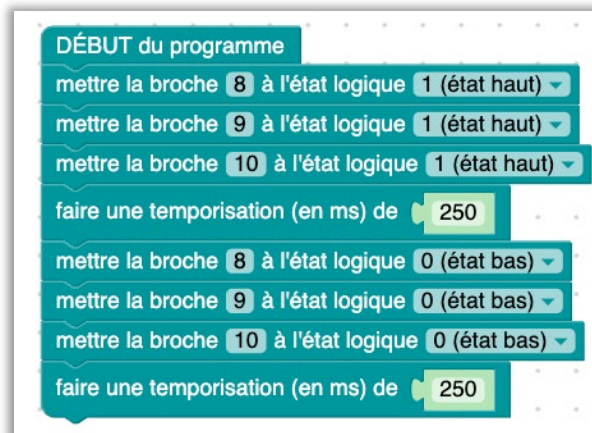 DÉBUT du programme
mettre la broche 8 à l'état logique 1 (état haut)
mettre la broche 9 à l'état logique 1 (état haut)
mettre la broche 10 à l'état logique 1 (état haut)
faire une temporisation (en ms) de 250
mettre la broche 8 à l'état logique 0 (état bas)
mettre la broche 9 à l'état logique 0 (état bas)
mettre la broche 10 à l'état logique 0 (état bas)
faire une temporisation (en ms) de 250